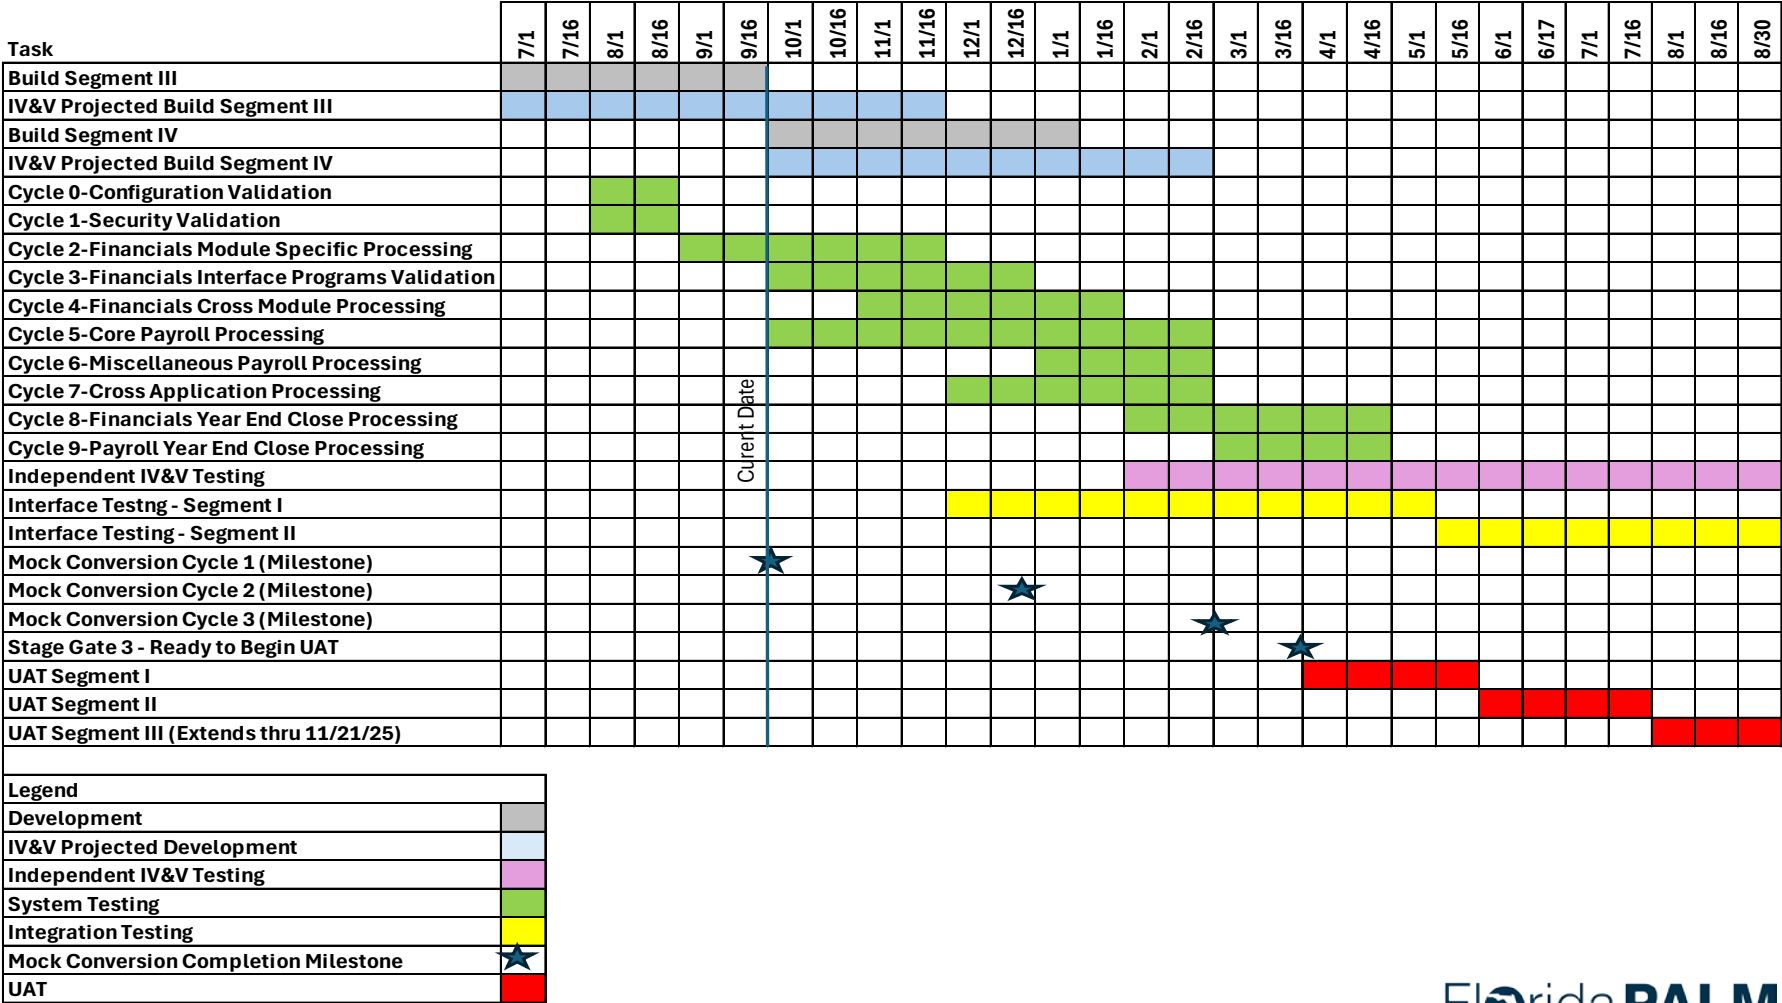 Task 7/1 7/16 8/1 8/16 9/1 9/16 10/1 10/16 11/1 11/16 12/1 12/16 1/1 1/16 2/1 2/16 3/1 3/16 4/1 4/16 5/1 5/16 6/1 6/17 7/1 7/16 8/1 8/16 8/30
Build Segment III
IV&V Projected Build Segment III
Build Segment IV
IV&V Projected Build Segment IV
Cycle 0-Configuration Validation
Cycle 1-Security Validation
Cycle 2-Financials Module Specific Processing
Cycle 3-Financials Interface Programs Validation
Cycle 4-Financials Cross Module Processing
Cycle 5-Core Payroll Processing
Cycle 6-Miscellaneous Payroll Processing
Cycle 7-Cross Application Processing
Cycle 8-Financials Year End Close Processing
Cycle 9-Payroll Year End Close Processing
Curent Date
Independent IV&V Testing
Interface Testng - Segment I
Interface Testing - Segment II
Mock Conversion Cycle 1 (Milestone)
Mock Conversion Cycle 2 (Milestone)
Mock Conversion Cycle 3 (Milestone)
Stage Gate 3 - Ready to Begin UAT
UAT Segment I
UAT Segment II
UAT Segment III (Extends thru 11/21/25)
Legend
Development
IV&V Projected Development
Independent IV&V Testing
System Testing
Integration Testing
Mock Conversion Completion Milestone
UAT
Florida PALM